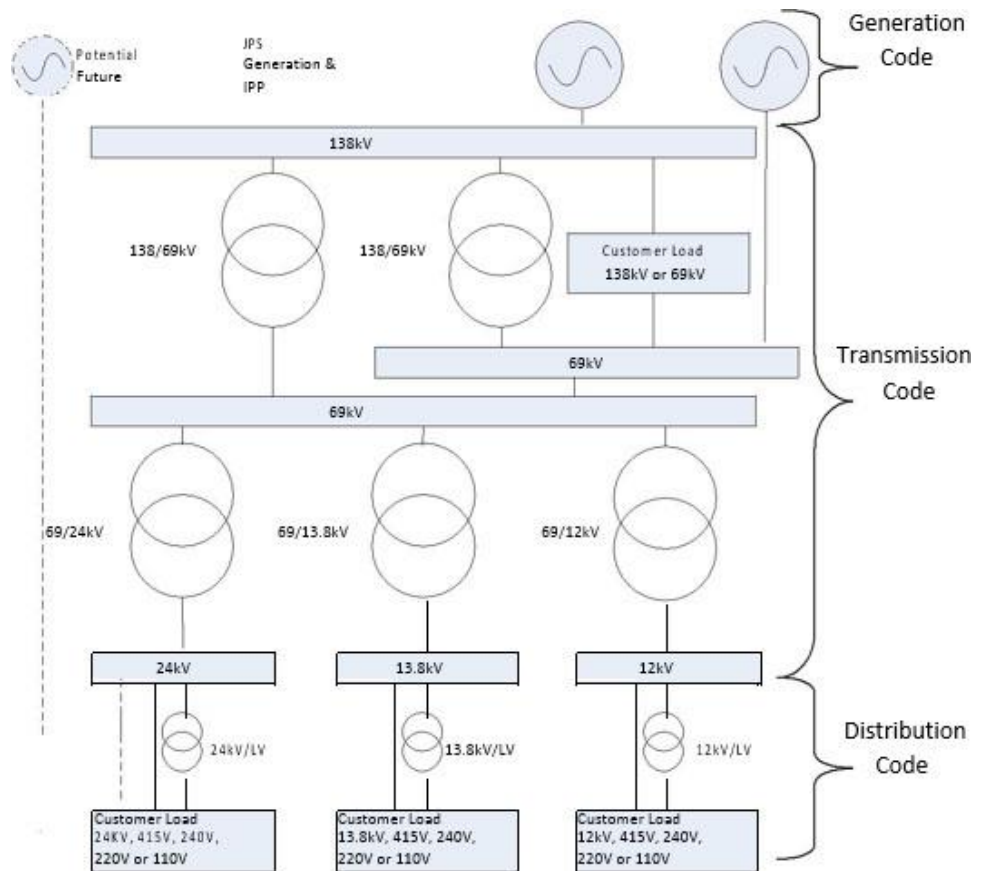 Generation
Code
Potential
Future
JPS
Generation &
IPP
138kV
138/69kV
138/69kV
Customer Load
138kV or 69kV
69kV
Transmission
Code
69kV
69/24kV
69/13.8kV
69/12kV
24kV
13.8kV
12kV
24kV/LV
13.8kV/LV
12kV/LV
Distribution
Code
Customer Load
24KV, 415V, 240V,
220V or 110V
Customer Load
13.8kV, 415V, 240V,
220V or 110V
Customer Load
12kV, 415V, 240V,
220V or 110V